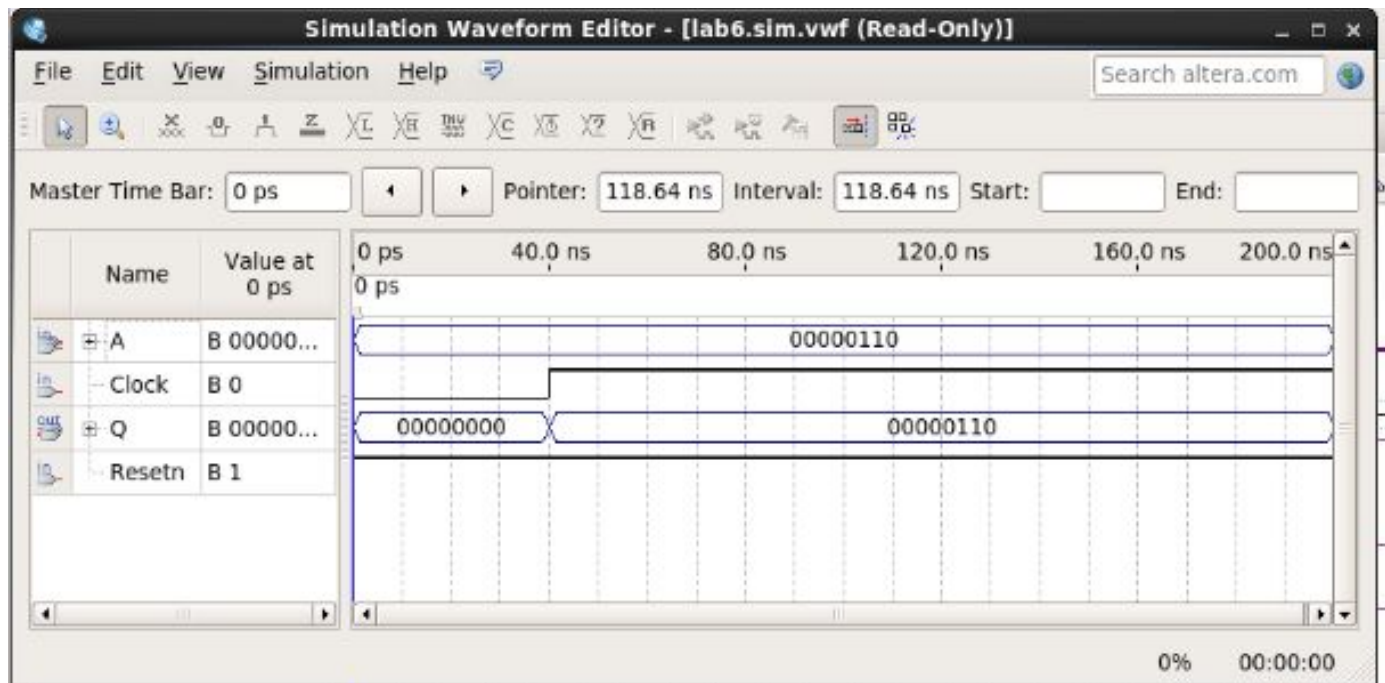 Simulation Waveform Editor - [lab6.sim.vwf (Read-Only)]
File Edit View Simulation Help Search altera.com
Master Time Bar: 0 ps Pointer: 118.64 ns Interval: 118.64 ns Start: End:
Name Value at 0 ps
0 ps 40.0 ns 80.0 ns 120.0 ns 160.0 ns 200.0 ns
0 ps
A B 00000... 00000110
Clock B 0
Q B 00000... 00000000 00000110
Resetn B 1
0% 00:00:00